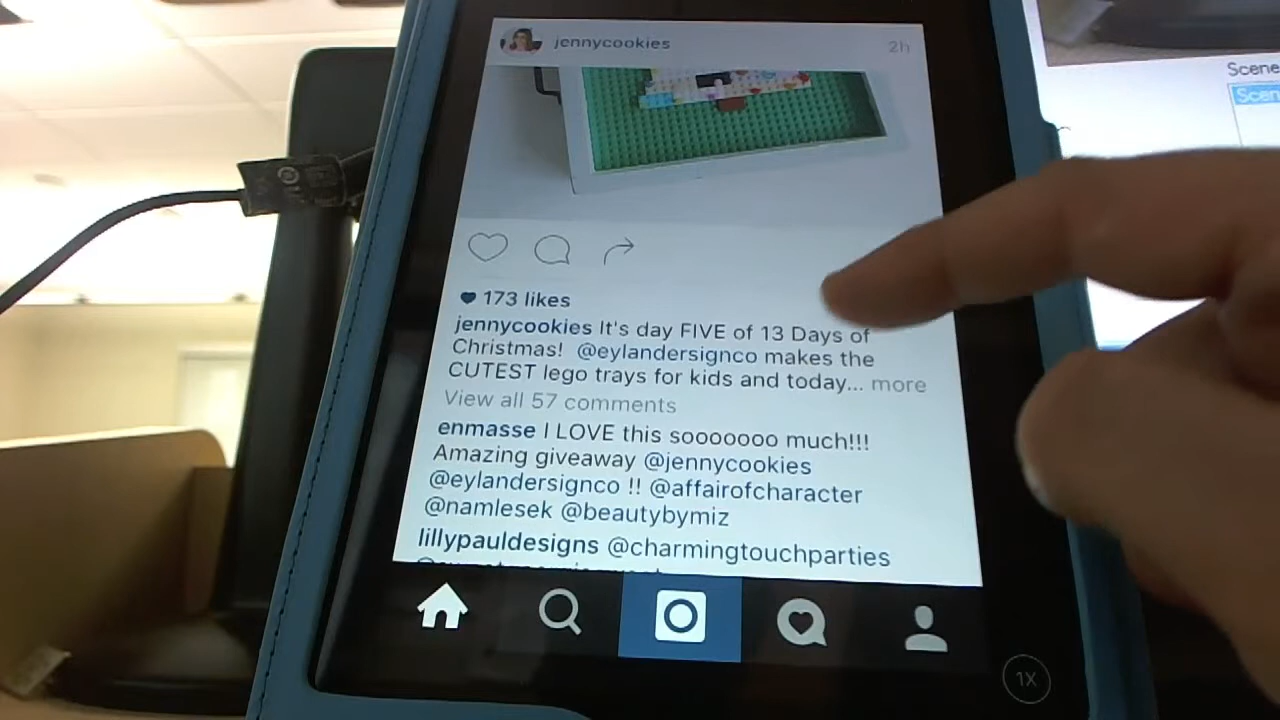 jennycookies
2h
173 likes
jennycookies It's day FIVE of 13 Days of
Christmas! @eylandersignco makes the
CUTEST lego trays for kids and today... more
View all 57 comments
enmasse I LOVE this sooooooo much!!!
Amazing giveaway @jennycookies
@eylandersignco !! @affairofcharacter
@namlesek @beautybymiz
lillypauldesigns @charmingtouchparties
1X
Scene